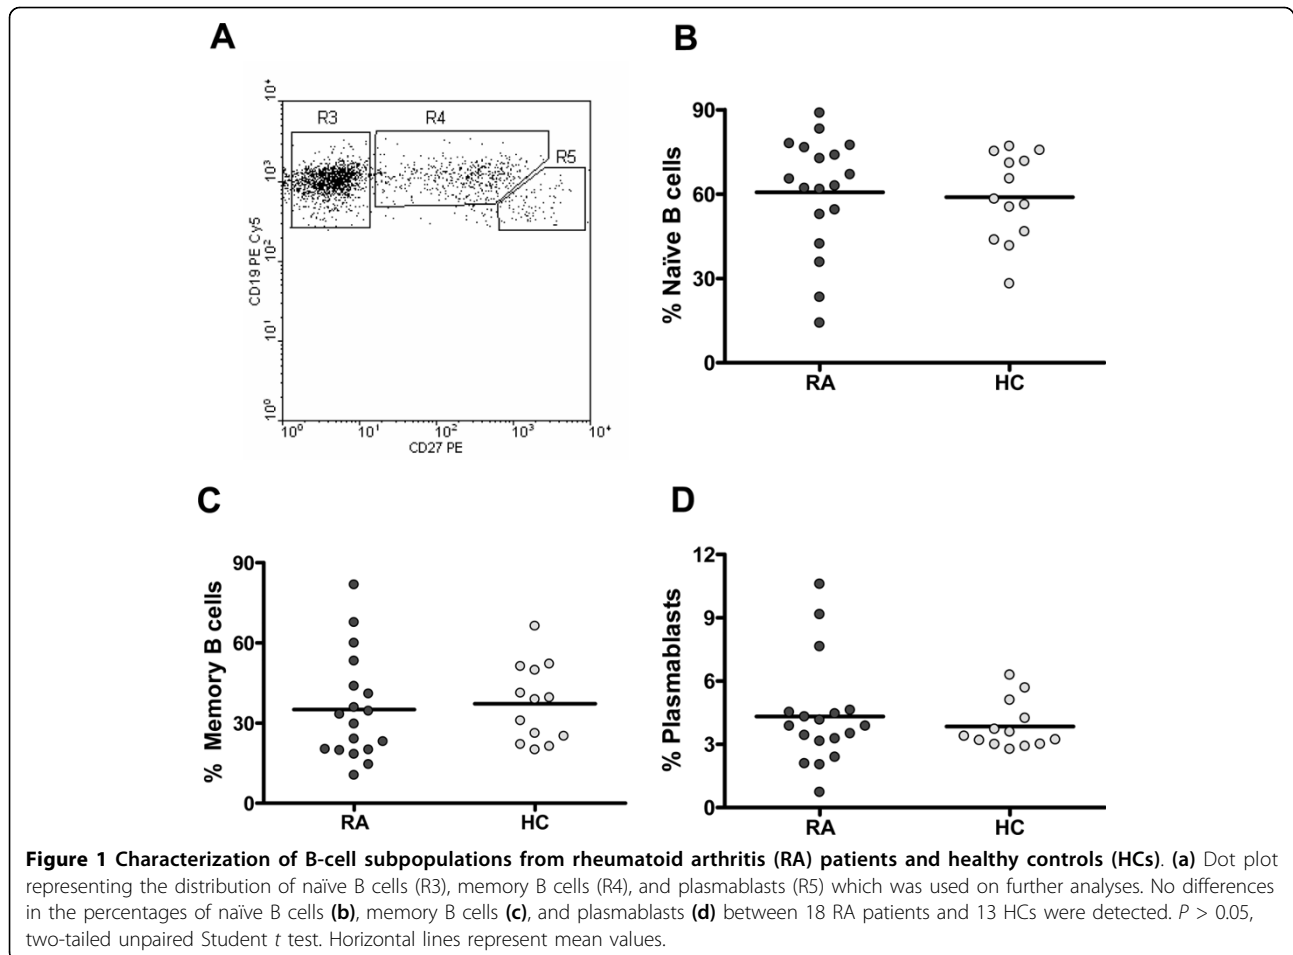 A
B
10⁴
10³
10²
10¹
10⁰
CD19 PE Cy5
R3
R4
R5
10⁰ 10¹ 10² 10³ 10⁴
CD27 PE
% Naïve B cells
90
60
30
0
RA HC
C
D
% Memory B cells
90
60
30
0
RA HC
% Plasmablasts
12
9
6
3
0
RA HC
Figure 1 Characterization of B-cell subpopulations from rheumatoid arthritis (RA) patients and healthy controls (HCs). (a) Dot plot
representing the distribution of naïve B cells (R3), memory B cells (R4), and plasmablasts (R5) which was used on further analyses. No differences
in the percentages of naïve B cells (b), memory B cells (c), and plasmablasts (d) between 18 RA patients and 13 HCs were detected. P > 0.05,
two-tailed unpaired Student t test. Horizontal lines represent mean values.